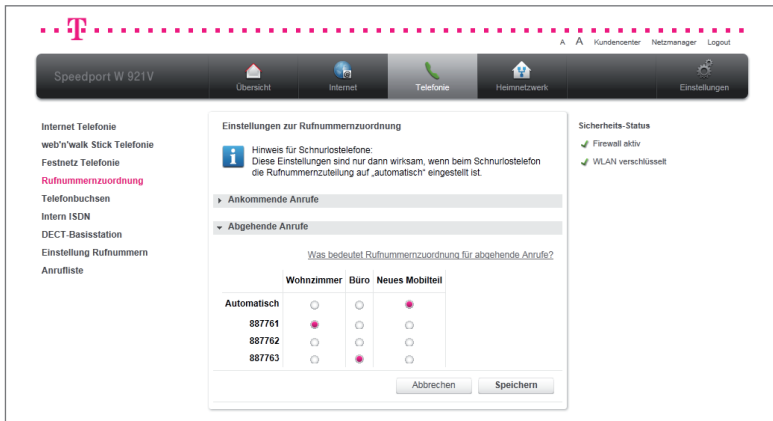 T
A A Kundencenter Netzmanager Logout
Speedport W 921V
Übersicht Internet Telefonie Heimnetzwerk Einstellungen
Internet Telefonie
web'n'walk Stick Telefonie
Festnetz Telefonie
Rufnummernzuordnung
Telefonbuchsen
Intern ISDN
DECT-Basisstation
Einstellung Rufnummern
Anrufliste
Einstellungen zur Rufnummernzuordnung
Hinweis für Schnurlostelefone:
Diese Einstellungen sind nur dann wirksam, wenn beim Schnurlostelefon
die Rufnummernzuteilung auf „automatisch“ eingestellt ist.
Ankommende Anrufe
Abgehende Anrufe
Was bedeutet Rufnummernzuordnung für abgehende Anrufe?
Wohnzimmer Büro Neues Mobilteil
Automatisch
887761
887762
887763
Abbrechen Speichern
Sicherheits-Status
Firewall aktiv
WLAN verschlüsselt